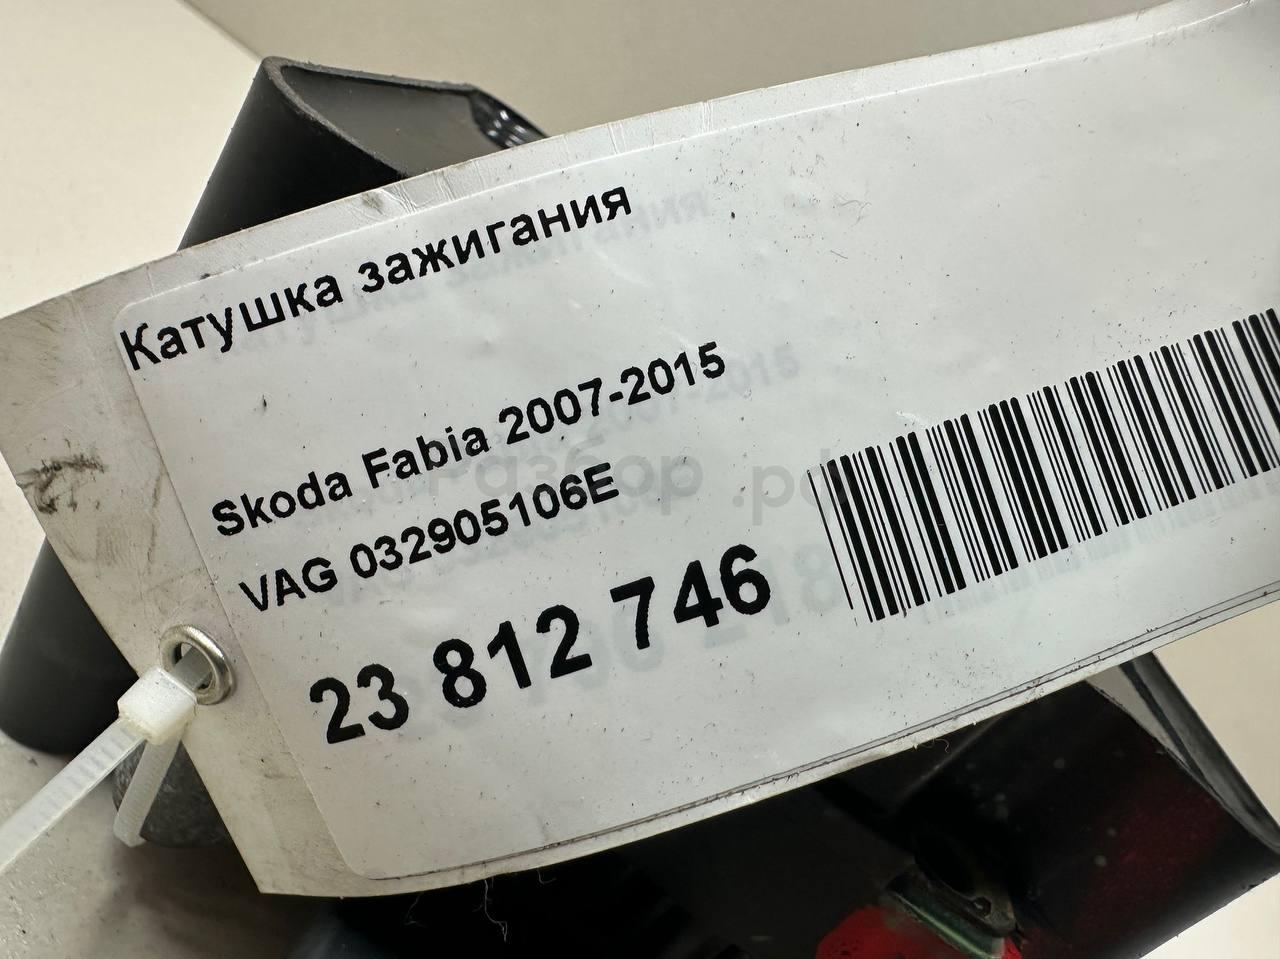 Катушка зажигания
Skoda Fabia 2007-2015
VAG 032905106E
23 812 746